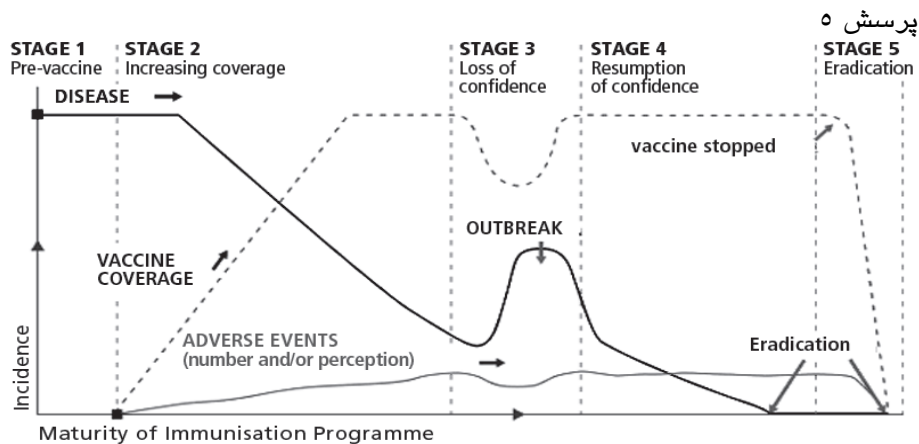 پرسش ۵
STAGE 1
Pre-vaccine
STAGE 2
Increasing coverage
STAGE 3
Loss of
confidence
STAGE 4
Resumption
of confidence
STAGE 5
Eradication
DISEASE
vaccine stopped
OUTBREAK
VACCINE
COVERAGE
ADVERSE EVENTS
(number and/or perception)
Eradication
Incidence
Maturity of Immunisation Programme